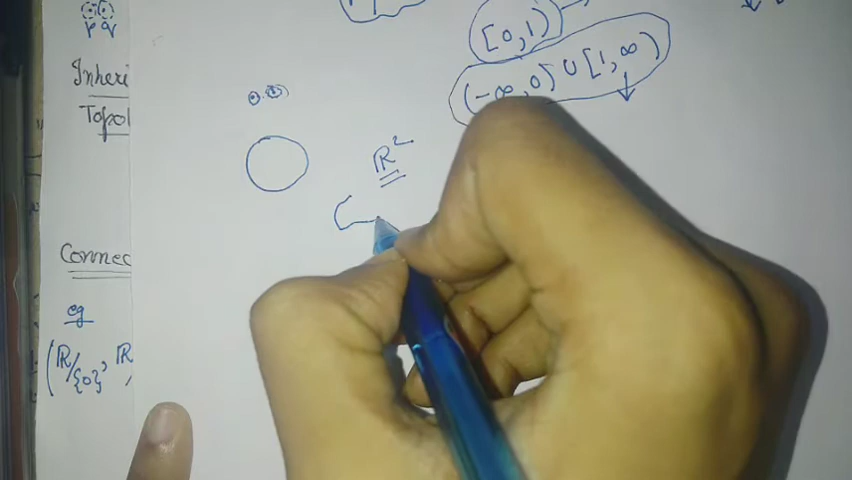 p q
Inheri
Topol
Connec
eg
(ℝ/{0}, ℝ,
[0,1)
(-∞,0) ∪ [1,∞)
ℝ²